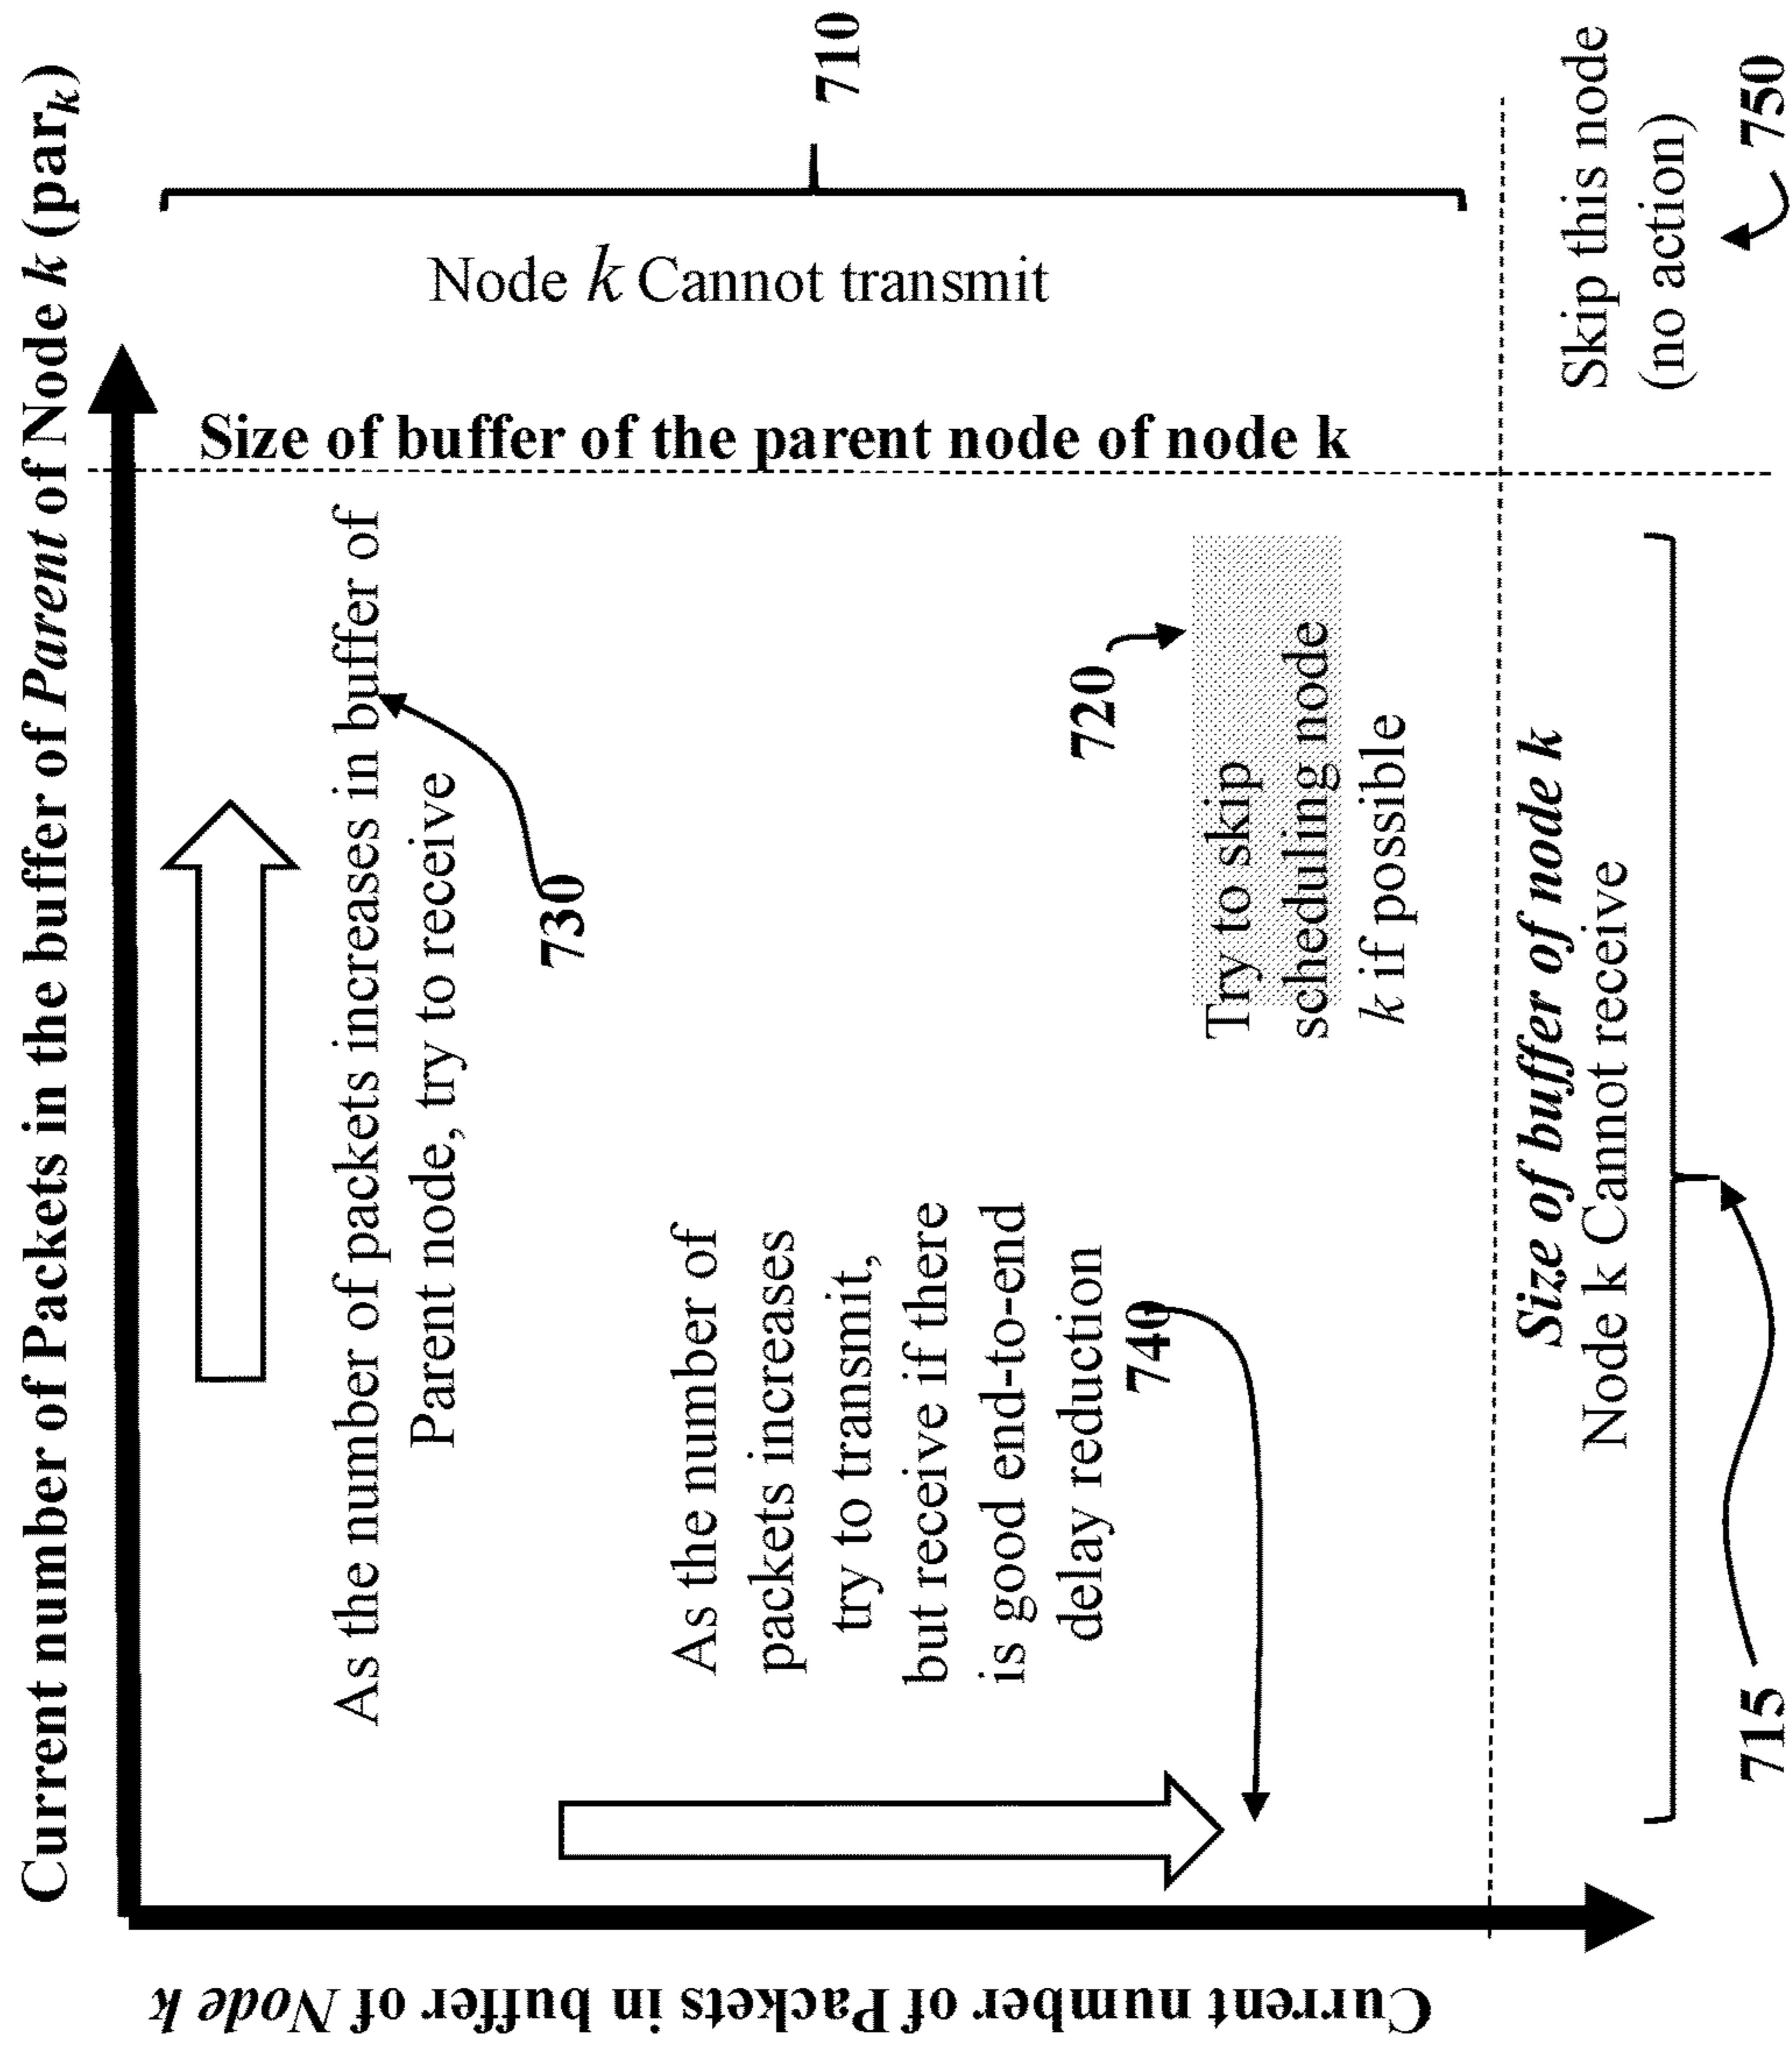 Current number of Packets in the buffer of Parent of Node k (park)
Current number of Packets in buffer of Node k
As the number of packets increases in buffer of
Parent node, try to receive
730
Size of buffer of the parent node of node k
Node k Cannot transmit
710
As the number of
packets increases
try to transmit,
but receive if there
is good end-to-end
delay reduction
740
720
Try to skip
scheduling node
k if possible
Size of buffer of node k
Node k Cannot receive
715
Skip this node
(no action)
750